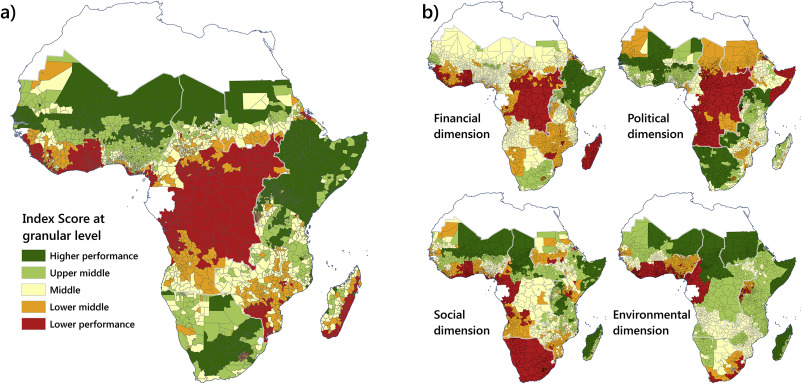 a)
Index Score at
granular level
Higher performance
Upper middle
Middle
Lower middle
Lower performance
b)
Financial
dimension
Political
dimension
Social
dimension
Environmental
dimension